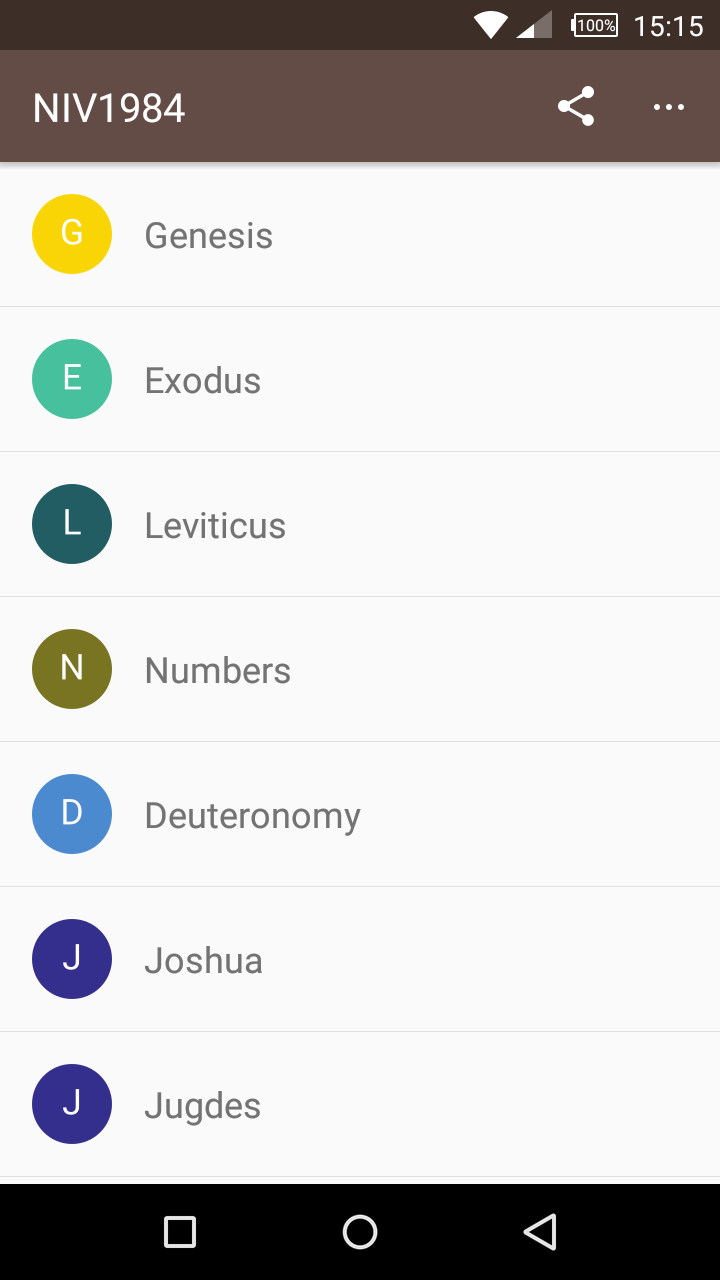 100% 15:15
NIV1984
G Genesis
E Exodus
L Leviticus
N Numbers
D Deuteronomy
J Joshua
J Jugdes